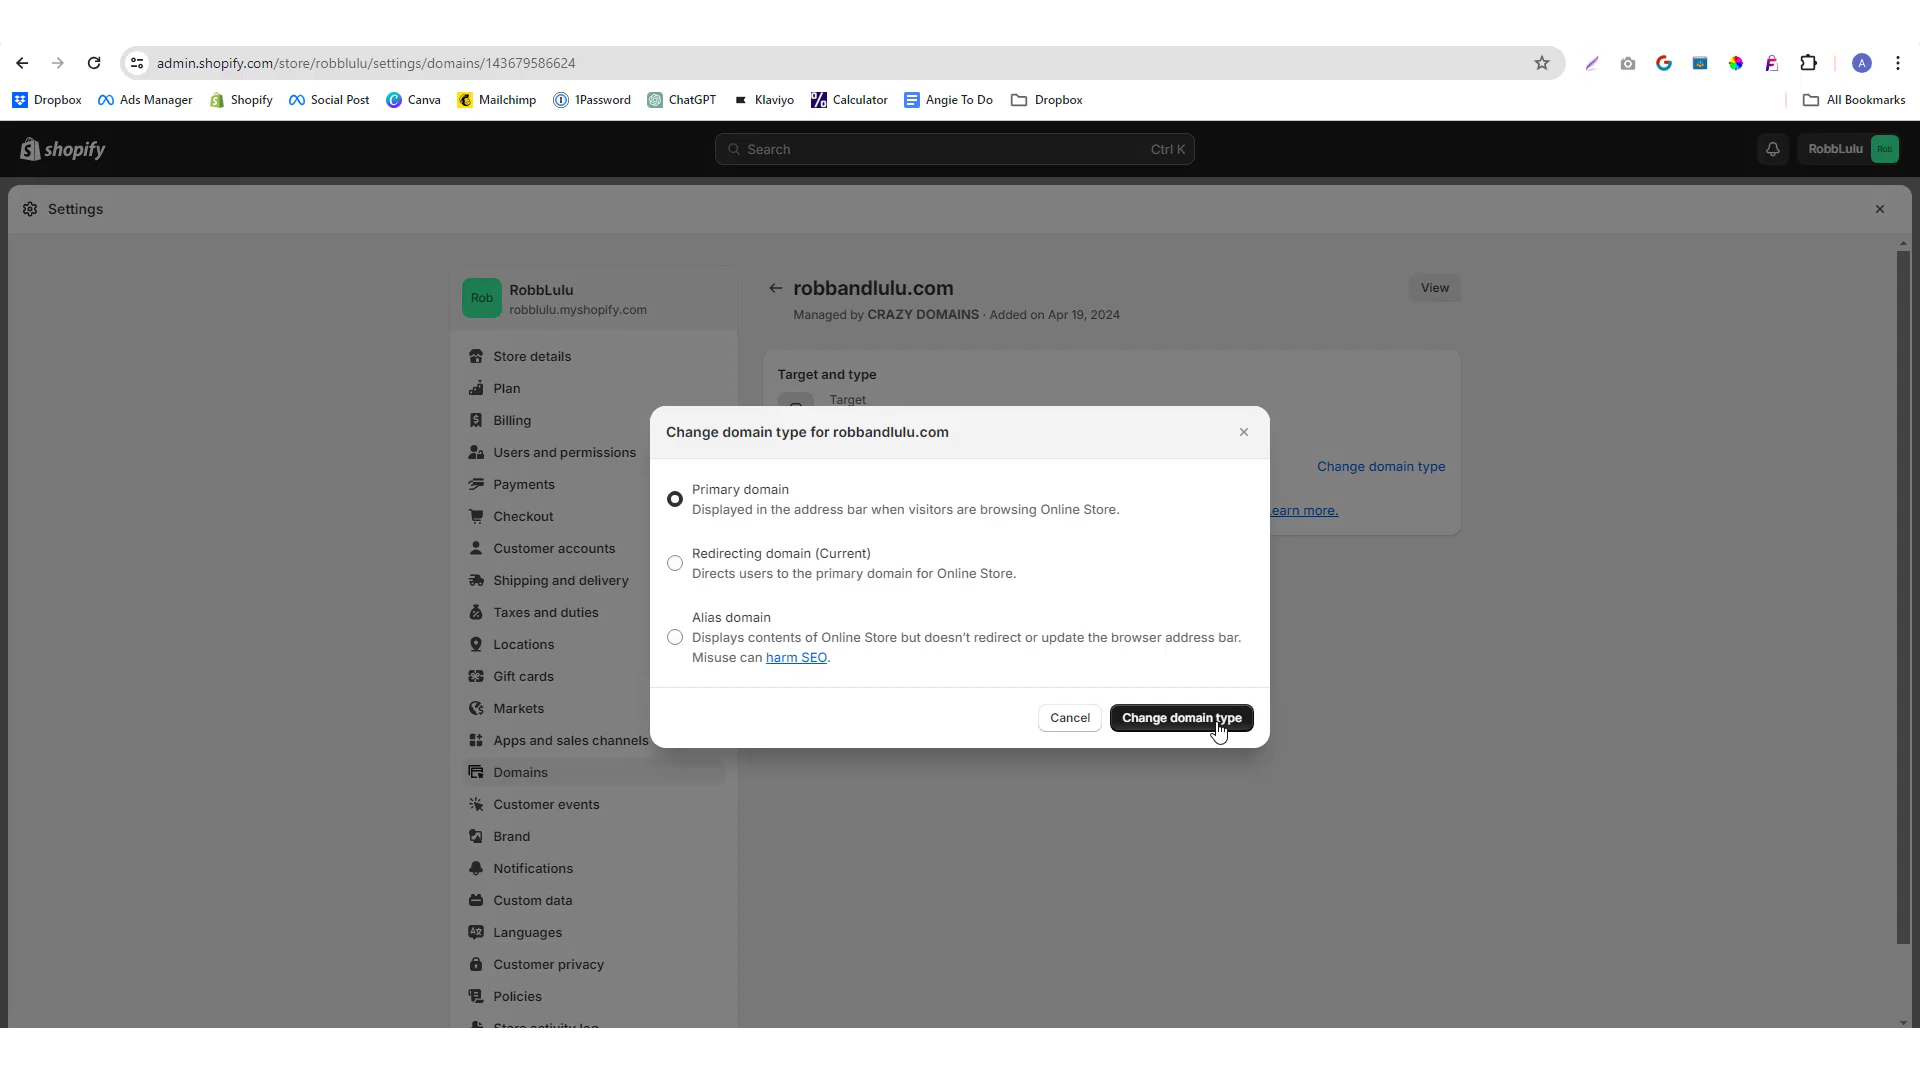 admin.shopify.com/store/robblulu/settings/domains/143679586624
A
Dropbox
Ads Manager
Shopify
Social Post
Canva
Mailchimp
1Password
ChatGPT
Klaviyo
Calculator
Angie To Do
Dropbox
All Bookmarks
shopify
Search
Ctrl K
RobbLulu
Rob
Settings
Rob
RobbLulu
robblulu.myshopify.com
Store details
Plan
Billing
Users and permissions
Payments
Checkout
Customer accounts
Shipping and delivery
Taxes and duties
Locations
Gift cards
Markets
Apps and sales channels
Domains
Customer events
Brand
Notifications
Custom data
Languages
Customer privacy
Policies
robbandlulu.com
View
Managed by CRAZY DOMAINS · Added on Apr 19, 2024
Target and type
Target
Change domain type
earn more.
Change domain type for robbandlulu.com
Primary domain
Displayed in the address bar when visitors are browsing Online Store.
Redirecting domain (Current)
Directs users to the primary domain for Online Store.
Alias domain
Displays contents of Online Store but doesn’t redirect or update the browser address bar.
Misuse can harm SEO.
Cancel
Change domain type